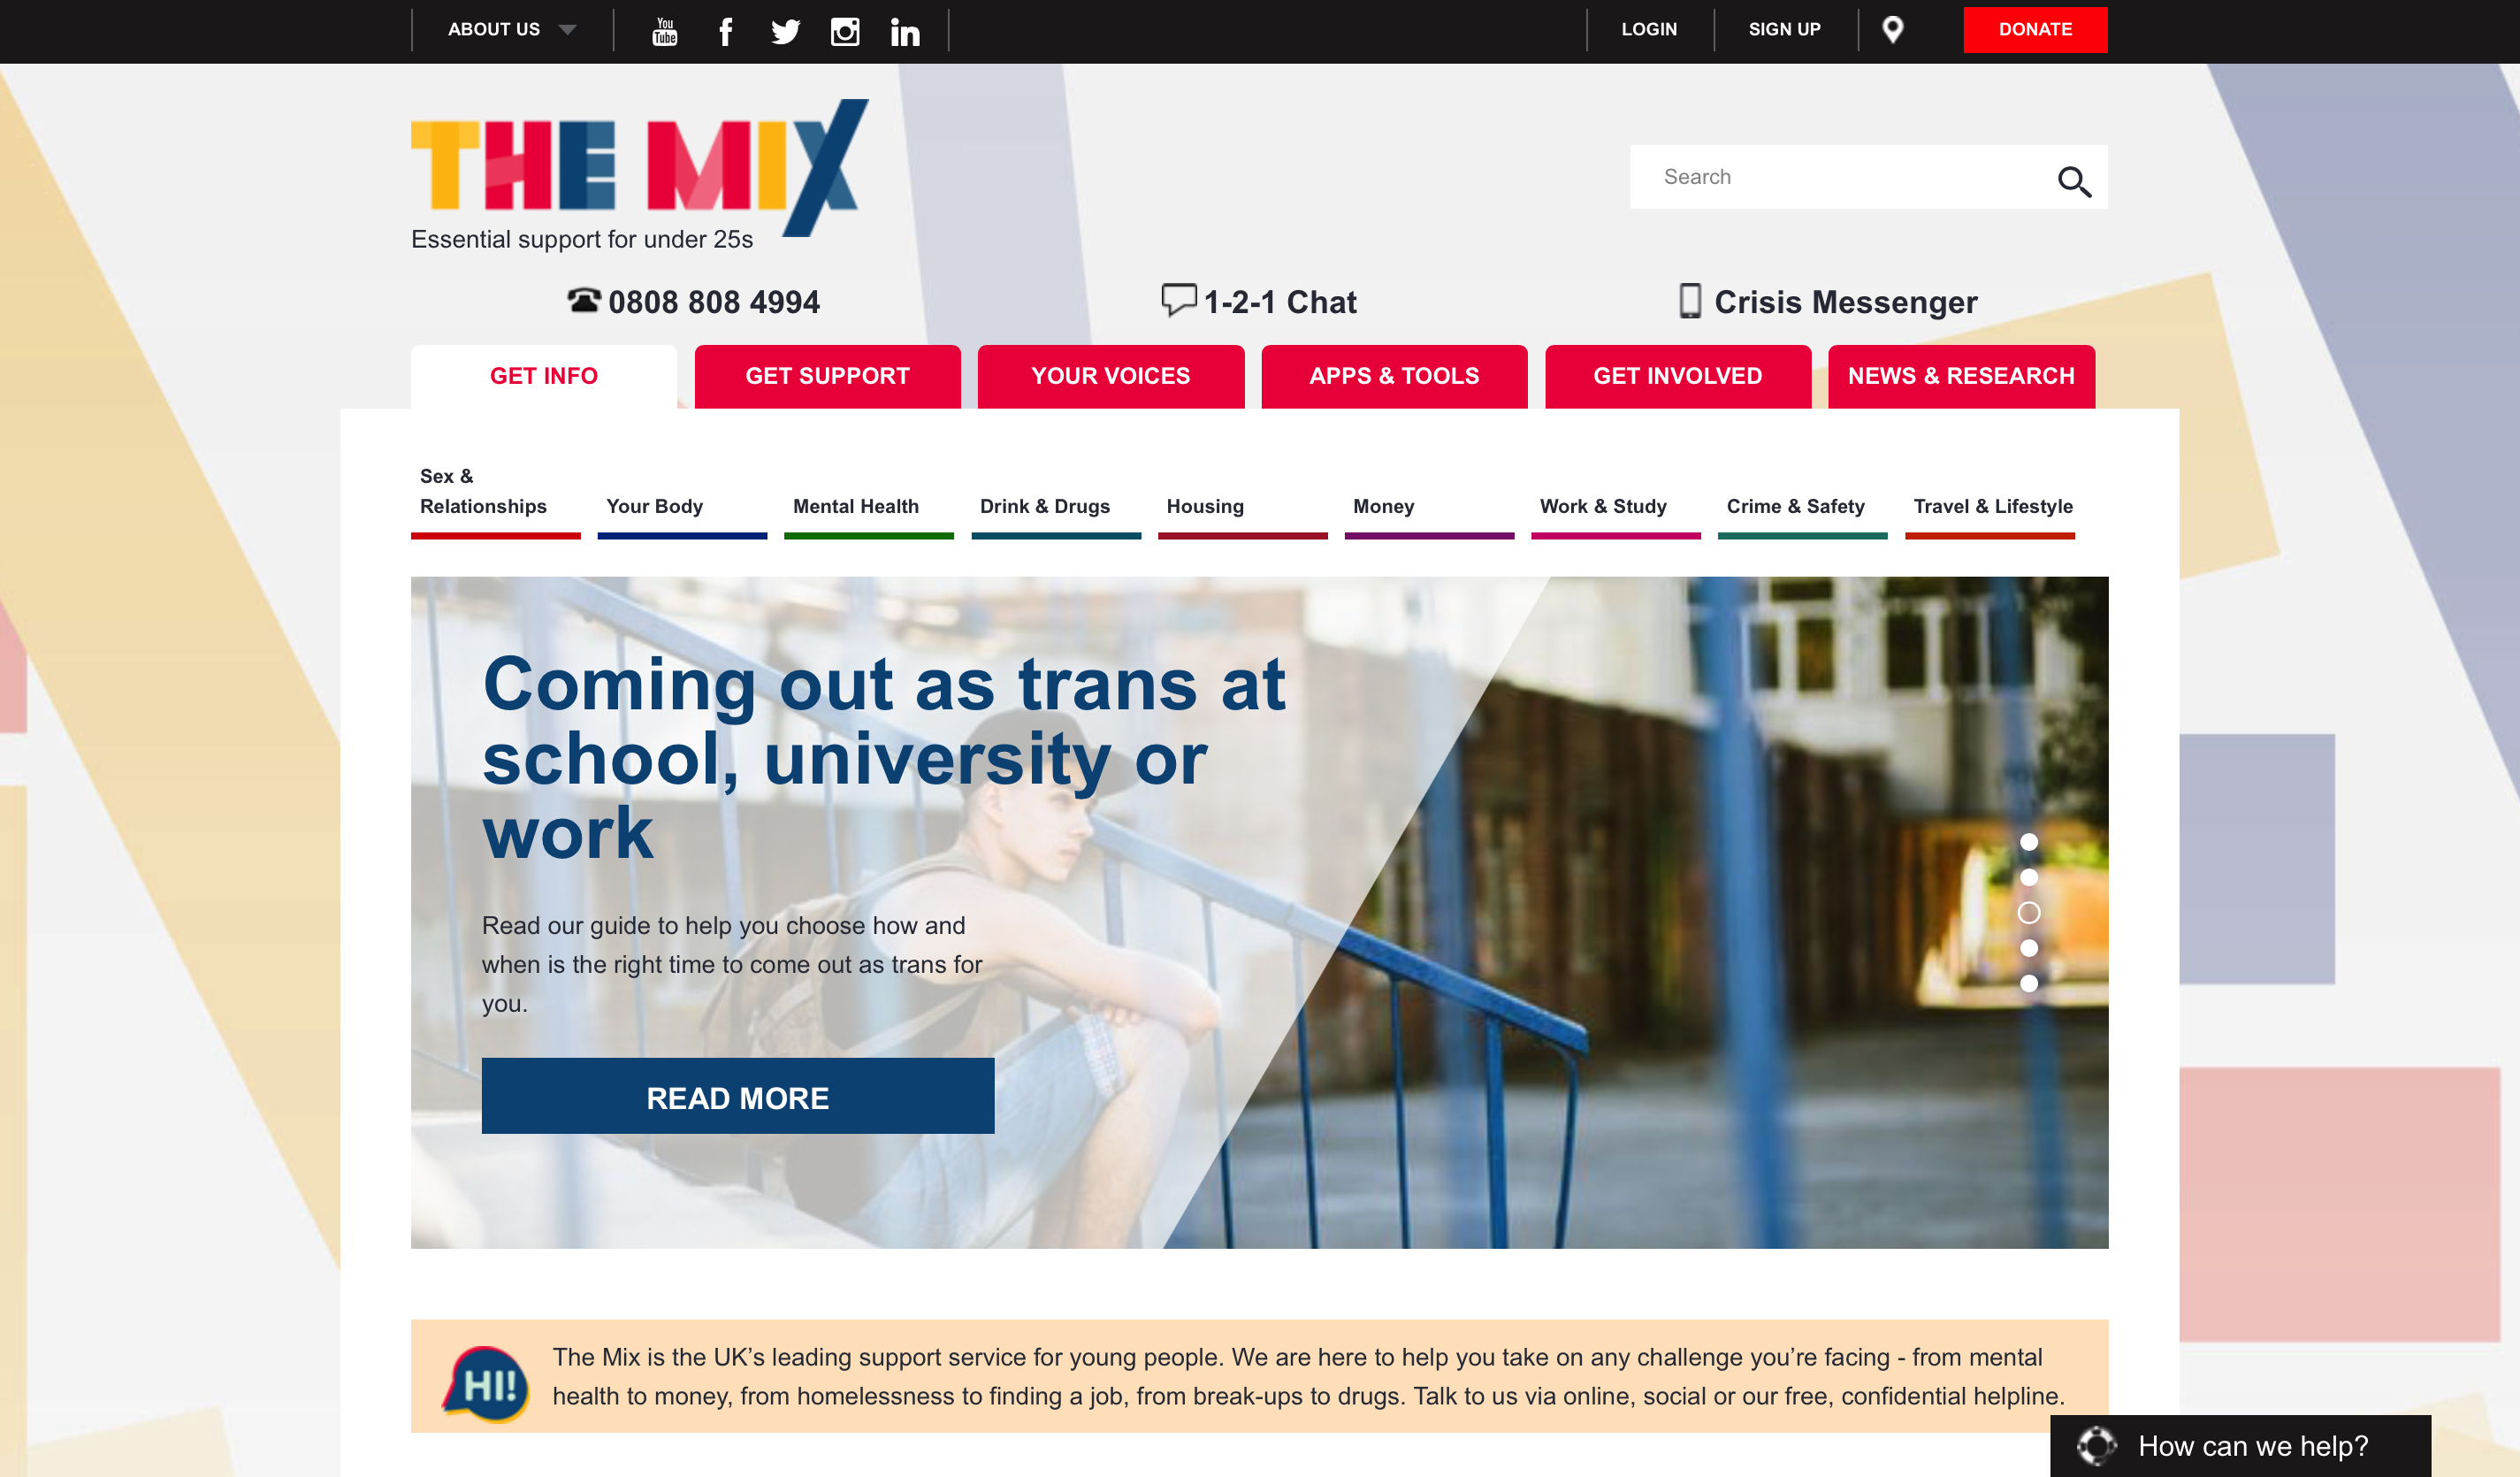 ABOUT US
You
Tube
LOGIN
SIGN UP
DONATE
THE MIX
Essential support for under 25s
Search
0808 808 4994
1-2-1 Chat
Crisis Messenger
GET INFO
GET SUPPORT
YOUR VOICES
APPS & TOOLS
GET INVOLVED
NEWS & RESEARCH
Sex &
Relationships
Your Body
Mental Health
Drink & Drugs
Housing
Money
Work & Study
Crime & Safety
Travel & Lifestyle
Coming out as trans at
school, university or
work
Read our guide to help you choose how and
when is the right time to come out as trans for
you.
READ MORE
HI!
The Mix is the UK’s leading support service for young people. We are here to help you take on any challenge you’re facing - from mental
health to money, from homelessness to finding a job, from break-ups to drugs. Talk to us via online, social or our free, confidential helpline.
How can we help?